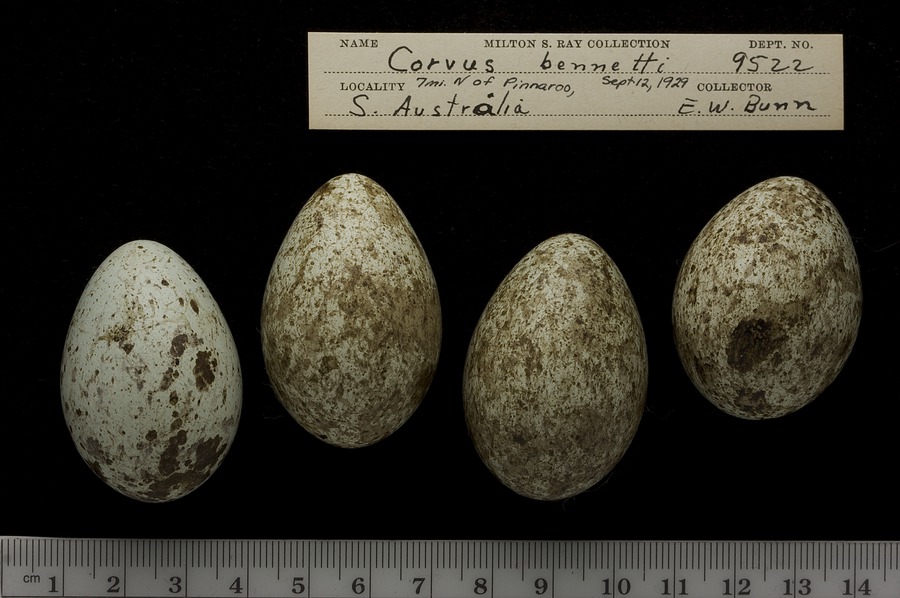 NAME MILTON S. RAY COLLECTION DEPT. NO.
Corvus bennetti 9522
LOCALITY 7mi. N of Pinnaroo, Sept 12, 1929 COLLECTOR
S. Australia E. W. Bunn
cm 1 2 3 4 5 6 7 8 9 10 11 12 13 14